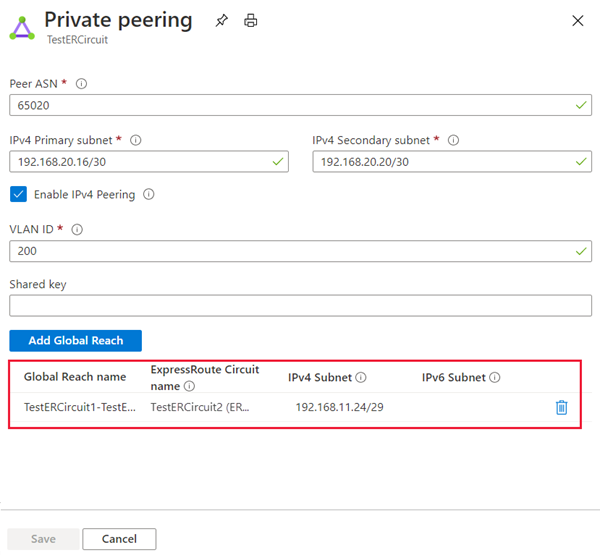 Private peering
TestERCircuit
Peer ASN *
65020
IPv4 Primary subnet * IPv4 Secondary subnet *
192.168.20.16/30 192.168.20.20/30
Enable IPv4 Peering
VLAN ID *
200
Shared key
Add Global Reach
Global Reach name ExpressRoute Circuit name IPv4 Subnet IPv6 Subnet
TestERCircuit1-TestE... TestERCircuit2 (ER... 192.168.11.24/29
Save Cancel